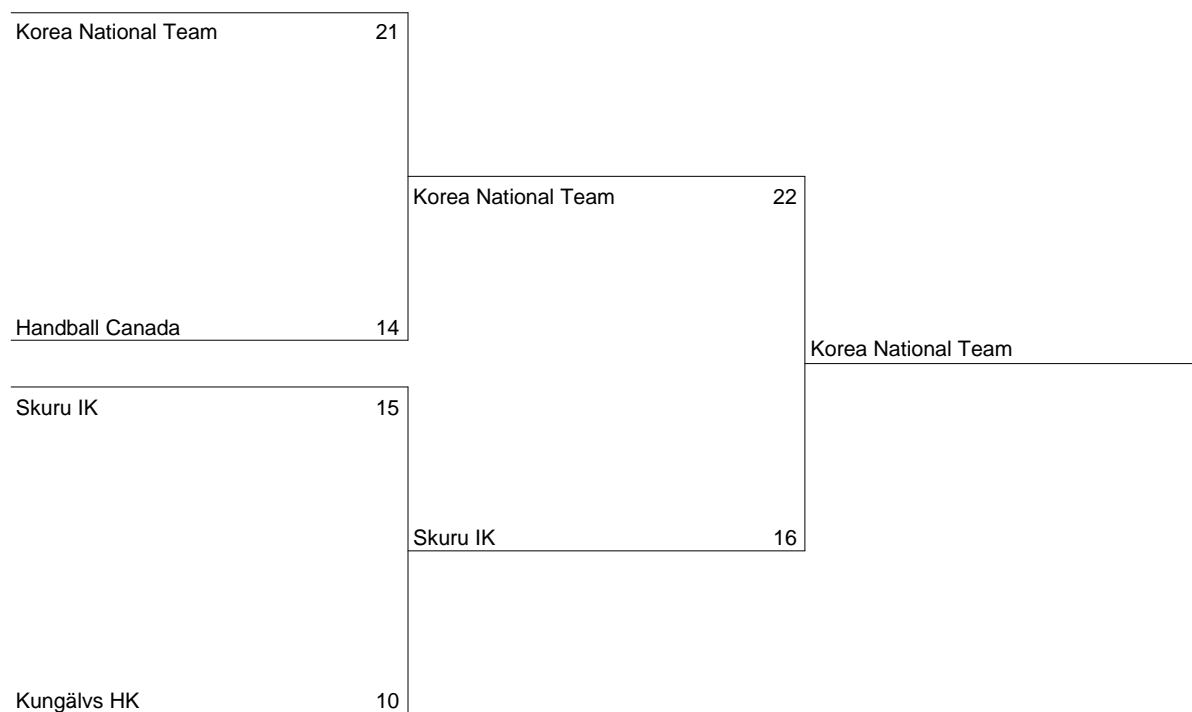 Korea National Team 21
Korea National Team 22
Handball Canada 14
Korea National Team
Skuru IK 15
Skuru IK 16
Kungälvs HK 10